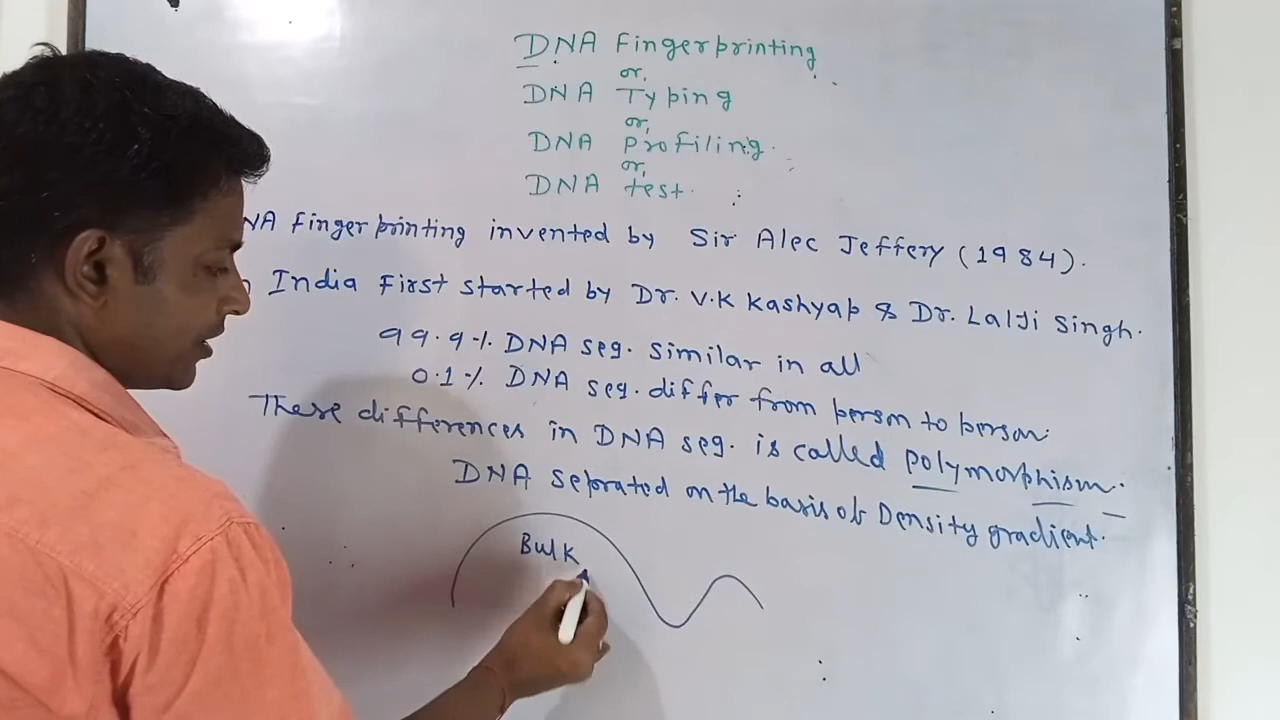 DNA Fingerprinting
or,
DNA Typing
or,
DNA Profiling.
or,
DNA test.
NA Fingerprinting invented by Sir Alec Jeffery (1984).
India First started by Dr. V.K Kashyap & Dr. LalJi Singh.
99.9% DNA seq. similar in all
0.1% DNA seq. differ from person to person.
These differences in DNA seq. is called polymorphism.
DNA seprated on the basis of Density gradient.
Bulk